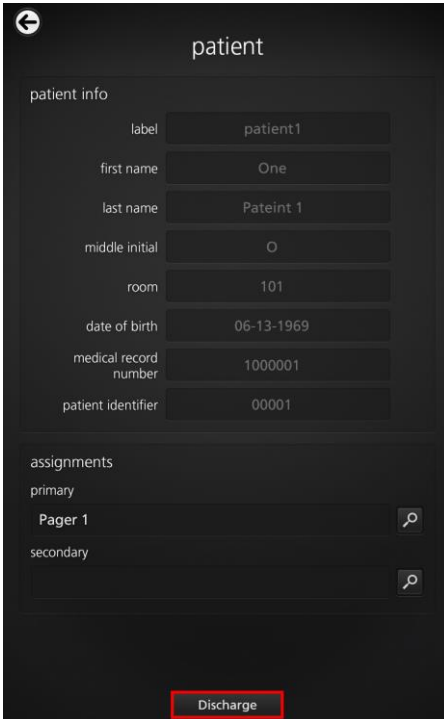 patient
patient info
label patient1
first name One
last name Pateint 1
middle initial O
room 101
date of birth 06-13-1969
medical record
number 1000001
patient identifier 00001
assignments
primary
Pager 1
secondary
Discharge